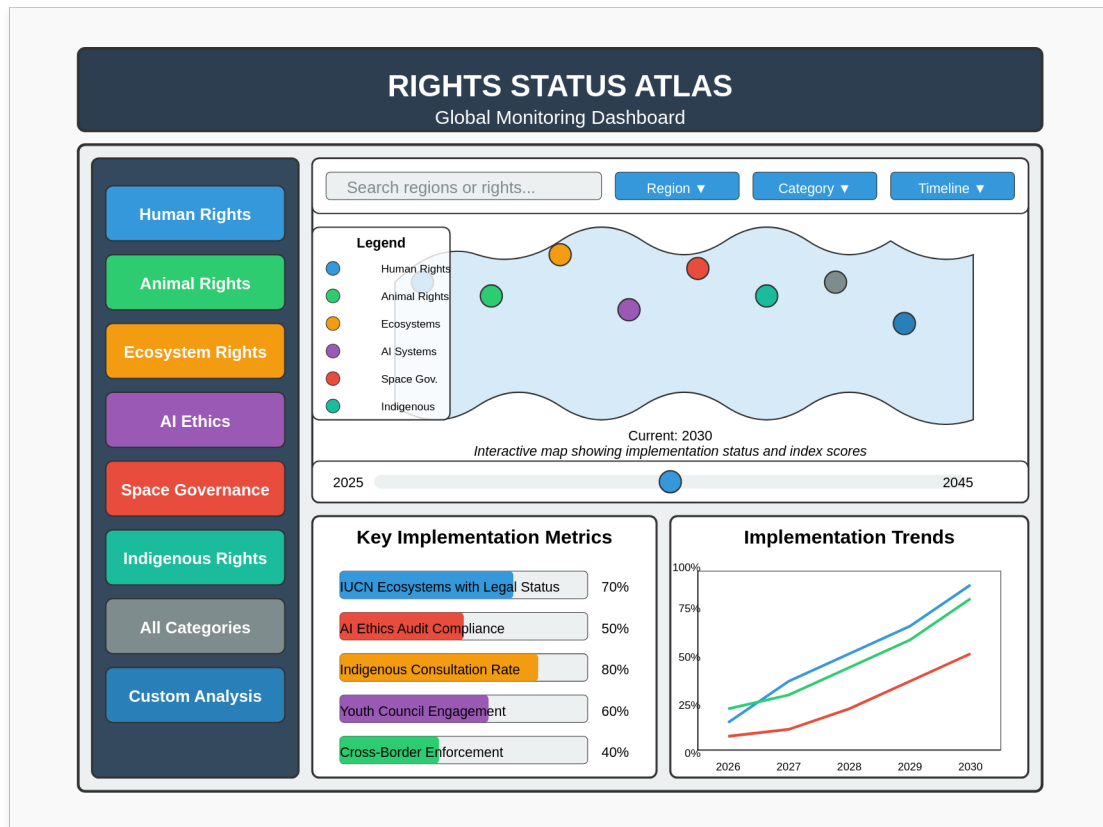 RIGHTS STATUS ATLAS
Global Monitoring Dashboard
Human Rights
Animal Rights
Ecosystem Rights
AI Ethics
Space Governance
Indigenous Rights
All Categories
Custom Analysis
Search regions or rights...
Region ▼
Category ▼
Timeline ▼
Legend
Human Rights
Animal Rights
Ecosystems
AI Systems
Space Gov.
Indigenous
Current: 2030
Interactive map showing implementation status and index scores
2025
2045
Key Implementation Metrics
IUCN Ecosystems with Legal Status 70%
AI Ethics Audit Compliance 50%
Indigenous Consultation Rate 80%
Youth Council Engagement 60%
Cross-Border Enforcement 40%
Implementation Trends
100%
75%
50%
25%
0%
2026 2027 2028 2029 2030